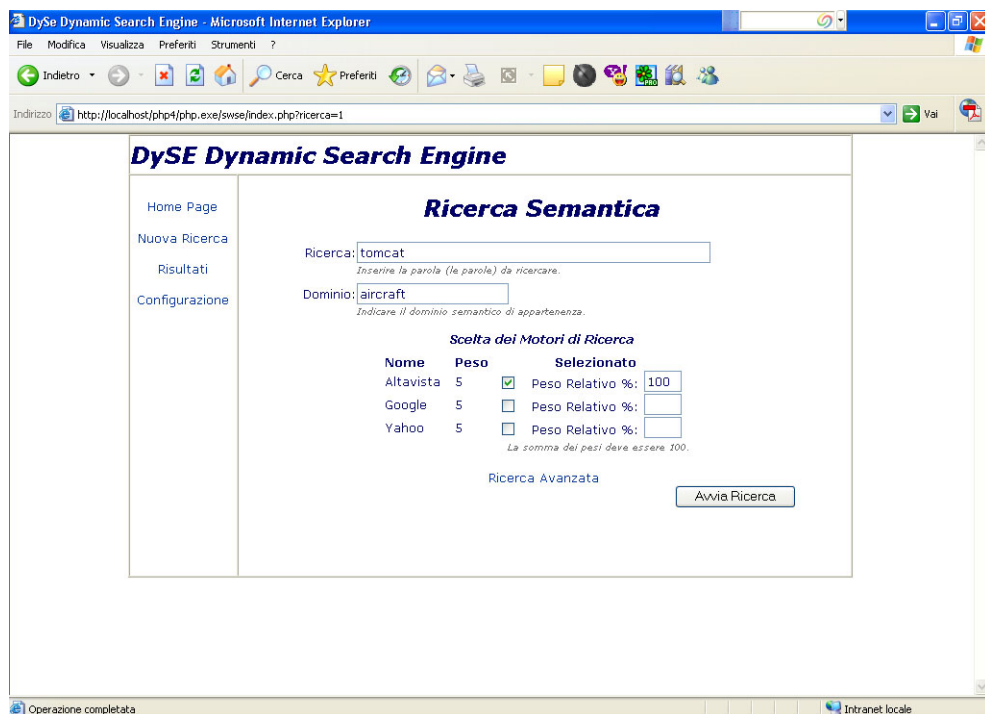 DySe Dynamic Search Engine - Microsoft Internet Explorer
File Modifica Visualizza Preferiti Strumenti ?
Indietro Cerca Preferiti
Indirizzo http://localhost/php4/php.exe/swse/index.php?ricerca=1 Vai
DySE Dynamic Search Engine
Home Page
Nuova Ricerca
Risultati
Configurazione
Ricerca Semantica
Ricerca: tomcat
Inserire la parola (le parole) da ricercare.
Dominio: aircraft
Indicare il dominio semantico di appartenenza.
Scelta dei Motori di Ricerca
Nome Peso Selezionato
Altavista 5 Peso Relativo %: 100
Google 5 Peso Relativo %:
Yahoo 5 Peso Relativo %:
La somma dei pesi deve essere 100.
Ricerca Avanzata
Avvia Ricerca
Operazione completata Intranet locale